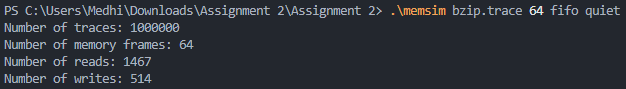 PS C:\Users\Medhi\Downloads\Assignment 2\Assignment 2> .\memsim bzip.trace 64 fifo quiet
Number of traces: 1000000
Number of memory frames: 64
Number of reads: 1467
Number of writes: 514